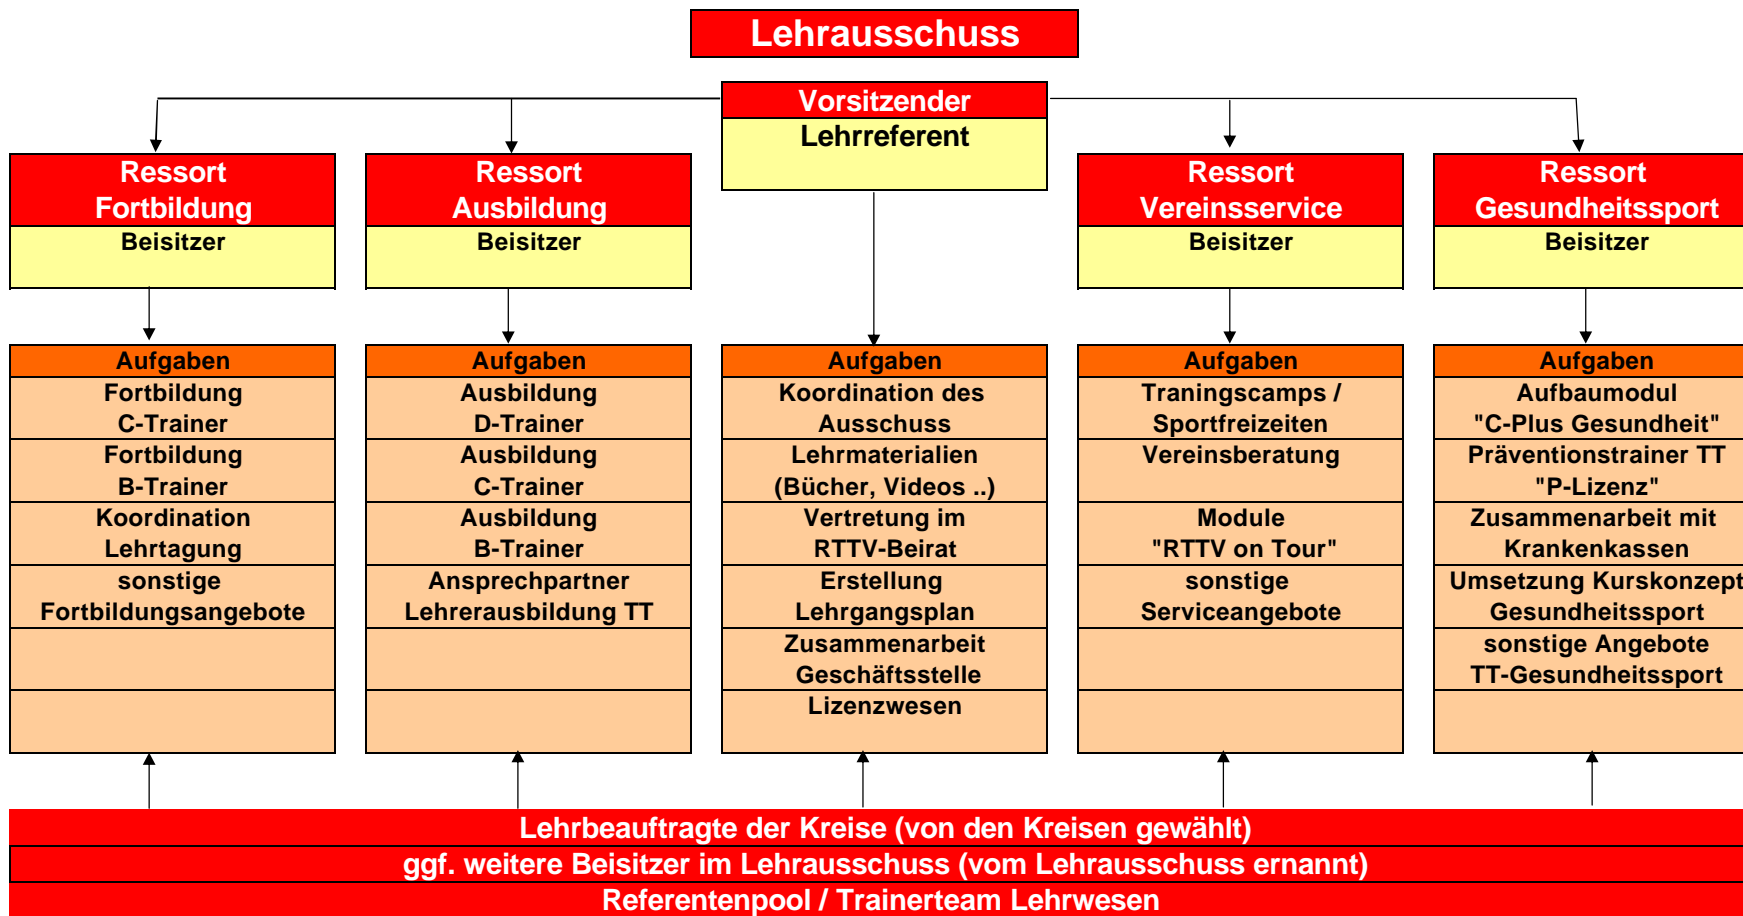 Lehrausschuss
Vorsitzender
Lehrreferent
Ressort
Fortbildung
Beisitzer
Ressort
Ausbildung
Beisitzer
Ressort
Vereinsservice
Beisitzer
Ressort
Gesundheitssport
Beisitzer
Aufgaben
Fortbildung
C-Trainer
Fortbildung
B-Trainer
Koordination
Lehrtagung
sonstige
Fortbildungsangebote
Aufgaben
Ausbildung
D-Trainer
Ausbildung
C-Trainer
Ausbildung
B-Trainer
Ansprechpartner
Lehrerausbildung TT
Aufgaben
Koordination des
Ausschuss
Lehrmaterialien
(Bücher, Videos ..)
Vertretung im
RTTV-Beirat
Erstellung
Lehrgangsplan
Zusammenarbeit
Geschäftsstelle
Lizenzwesen
Aufgaben
Traningscamps /
Sportfreizeiten
Vereinsberatung
Module
"RTTV on Tour"
sonstige
Serviceangebote
Aufgaben
Aufbaumodul
"C-Plus Gesundheit"
Präventionstrainer TT
"P-Lizenz"
Zusammenarbeit mit
Krankenkassen
Umsetzung Kurskonzept
Gesundheitssport
sonstige Angebote
TT-Gesundheitssport
Lehrbeauftragte der Kreise (von den Kreisen gewählt)
ggf. weitere Beisitzer im Lehrausschuss (vom Lehrausschuss ernannt)
Referentenpool / Trainerteam Lehrwesen